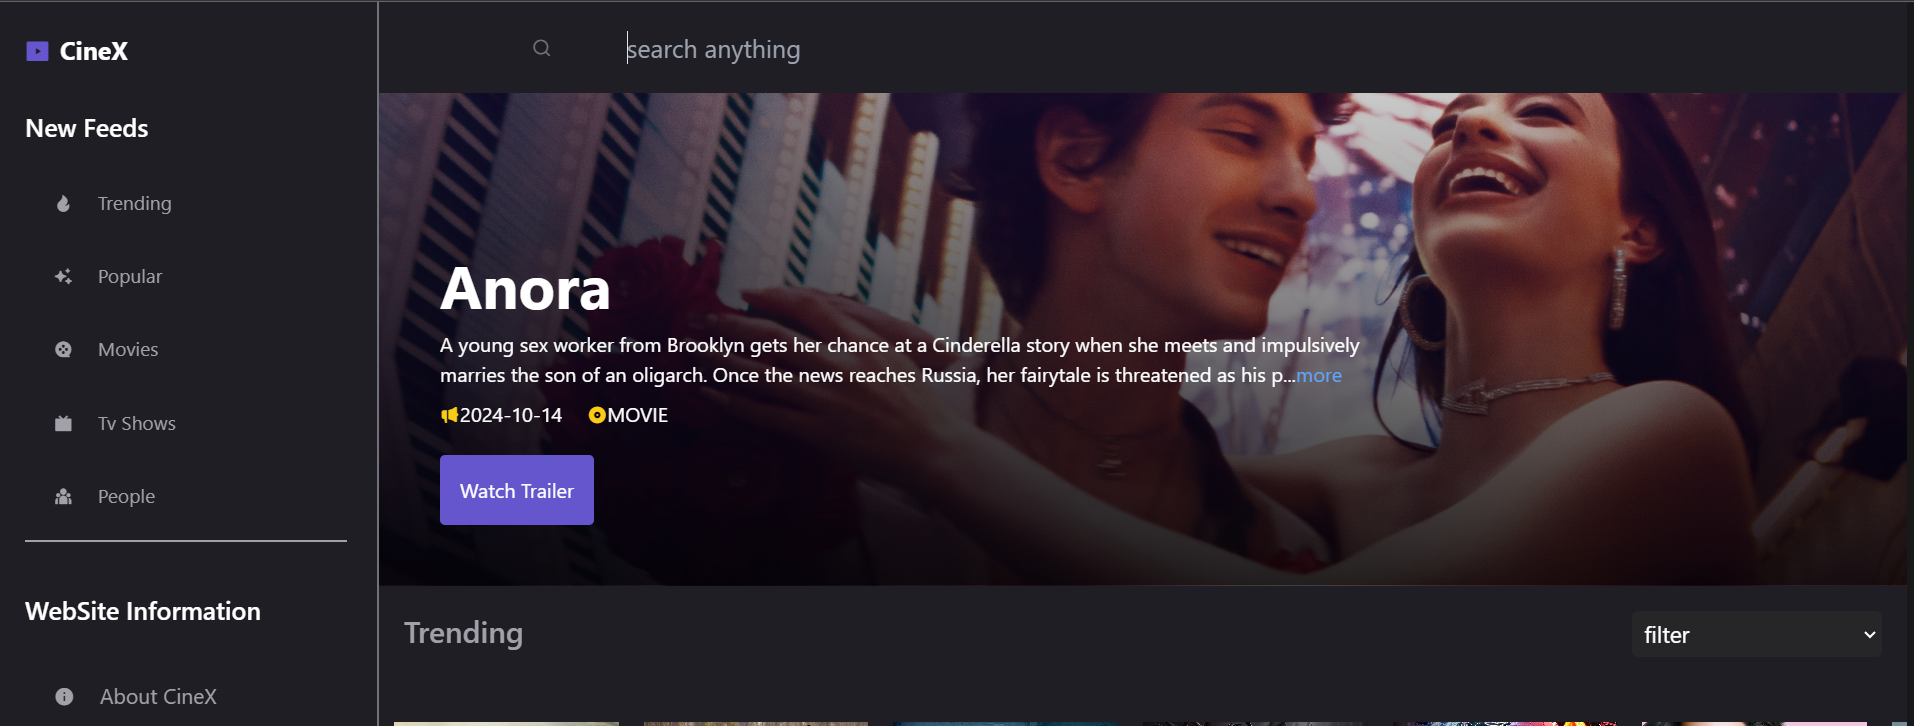 CineX
New Feeds
Trending
Popular
Movies
Tv Shows
People
WebSite Information
About CineX
search anything
Anora
A young sex worker from Brooklyn gets her chance at a Cinderella story when she meets and impulsively
marries the son of an oligarch. Once the news reaches Russia, her fairytale is threatened as his p...more
2024-10-14 MOVIE
Watch Trailer
Trending
filter